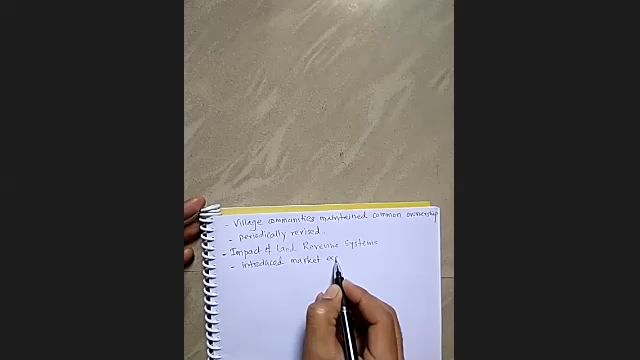 - Village communities maintained common ownership
- periodically revised.
- Impact of Land Revenue Systems
- introduced market